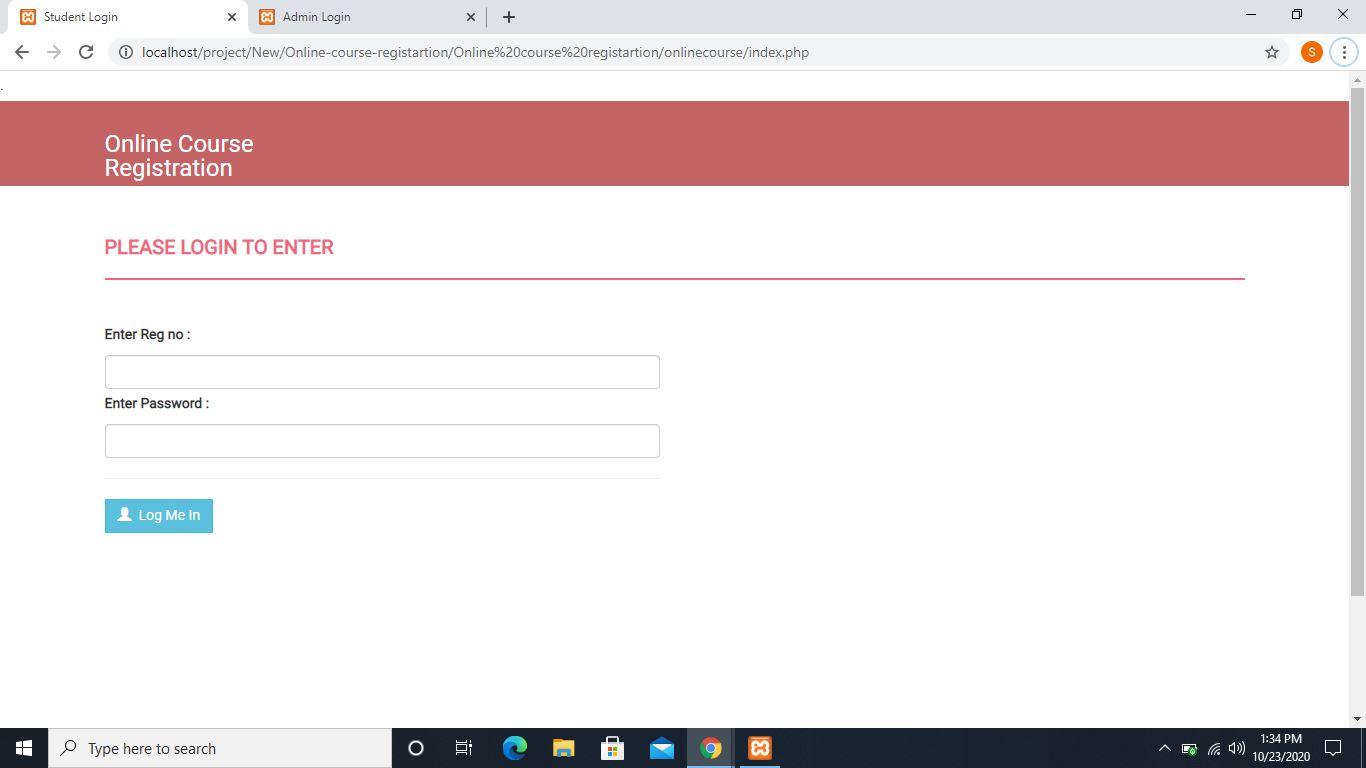 Student Login
Admin Login
localhost/project/New/Online-course-registartion/Online%20course%20registartion/onlinecourse/index.php
S
.
Online Course
Registration
PLEASE LOGIN TO ENTER
Enter Reg no :
Enter Password :
Log Me In
Type here to search
1:34 PM
10/23/2020